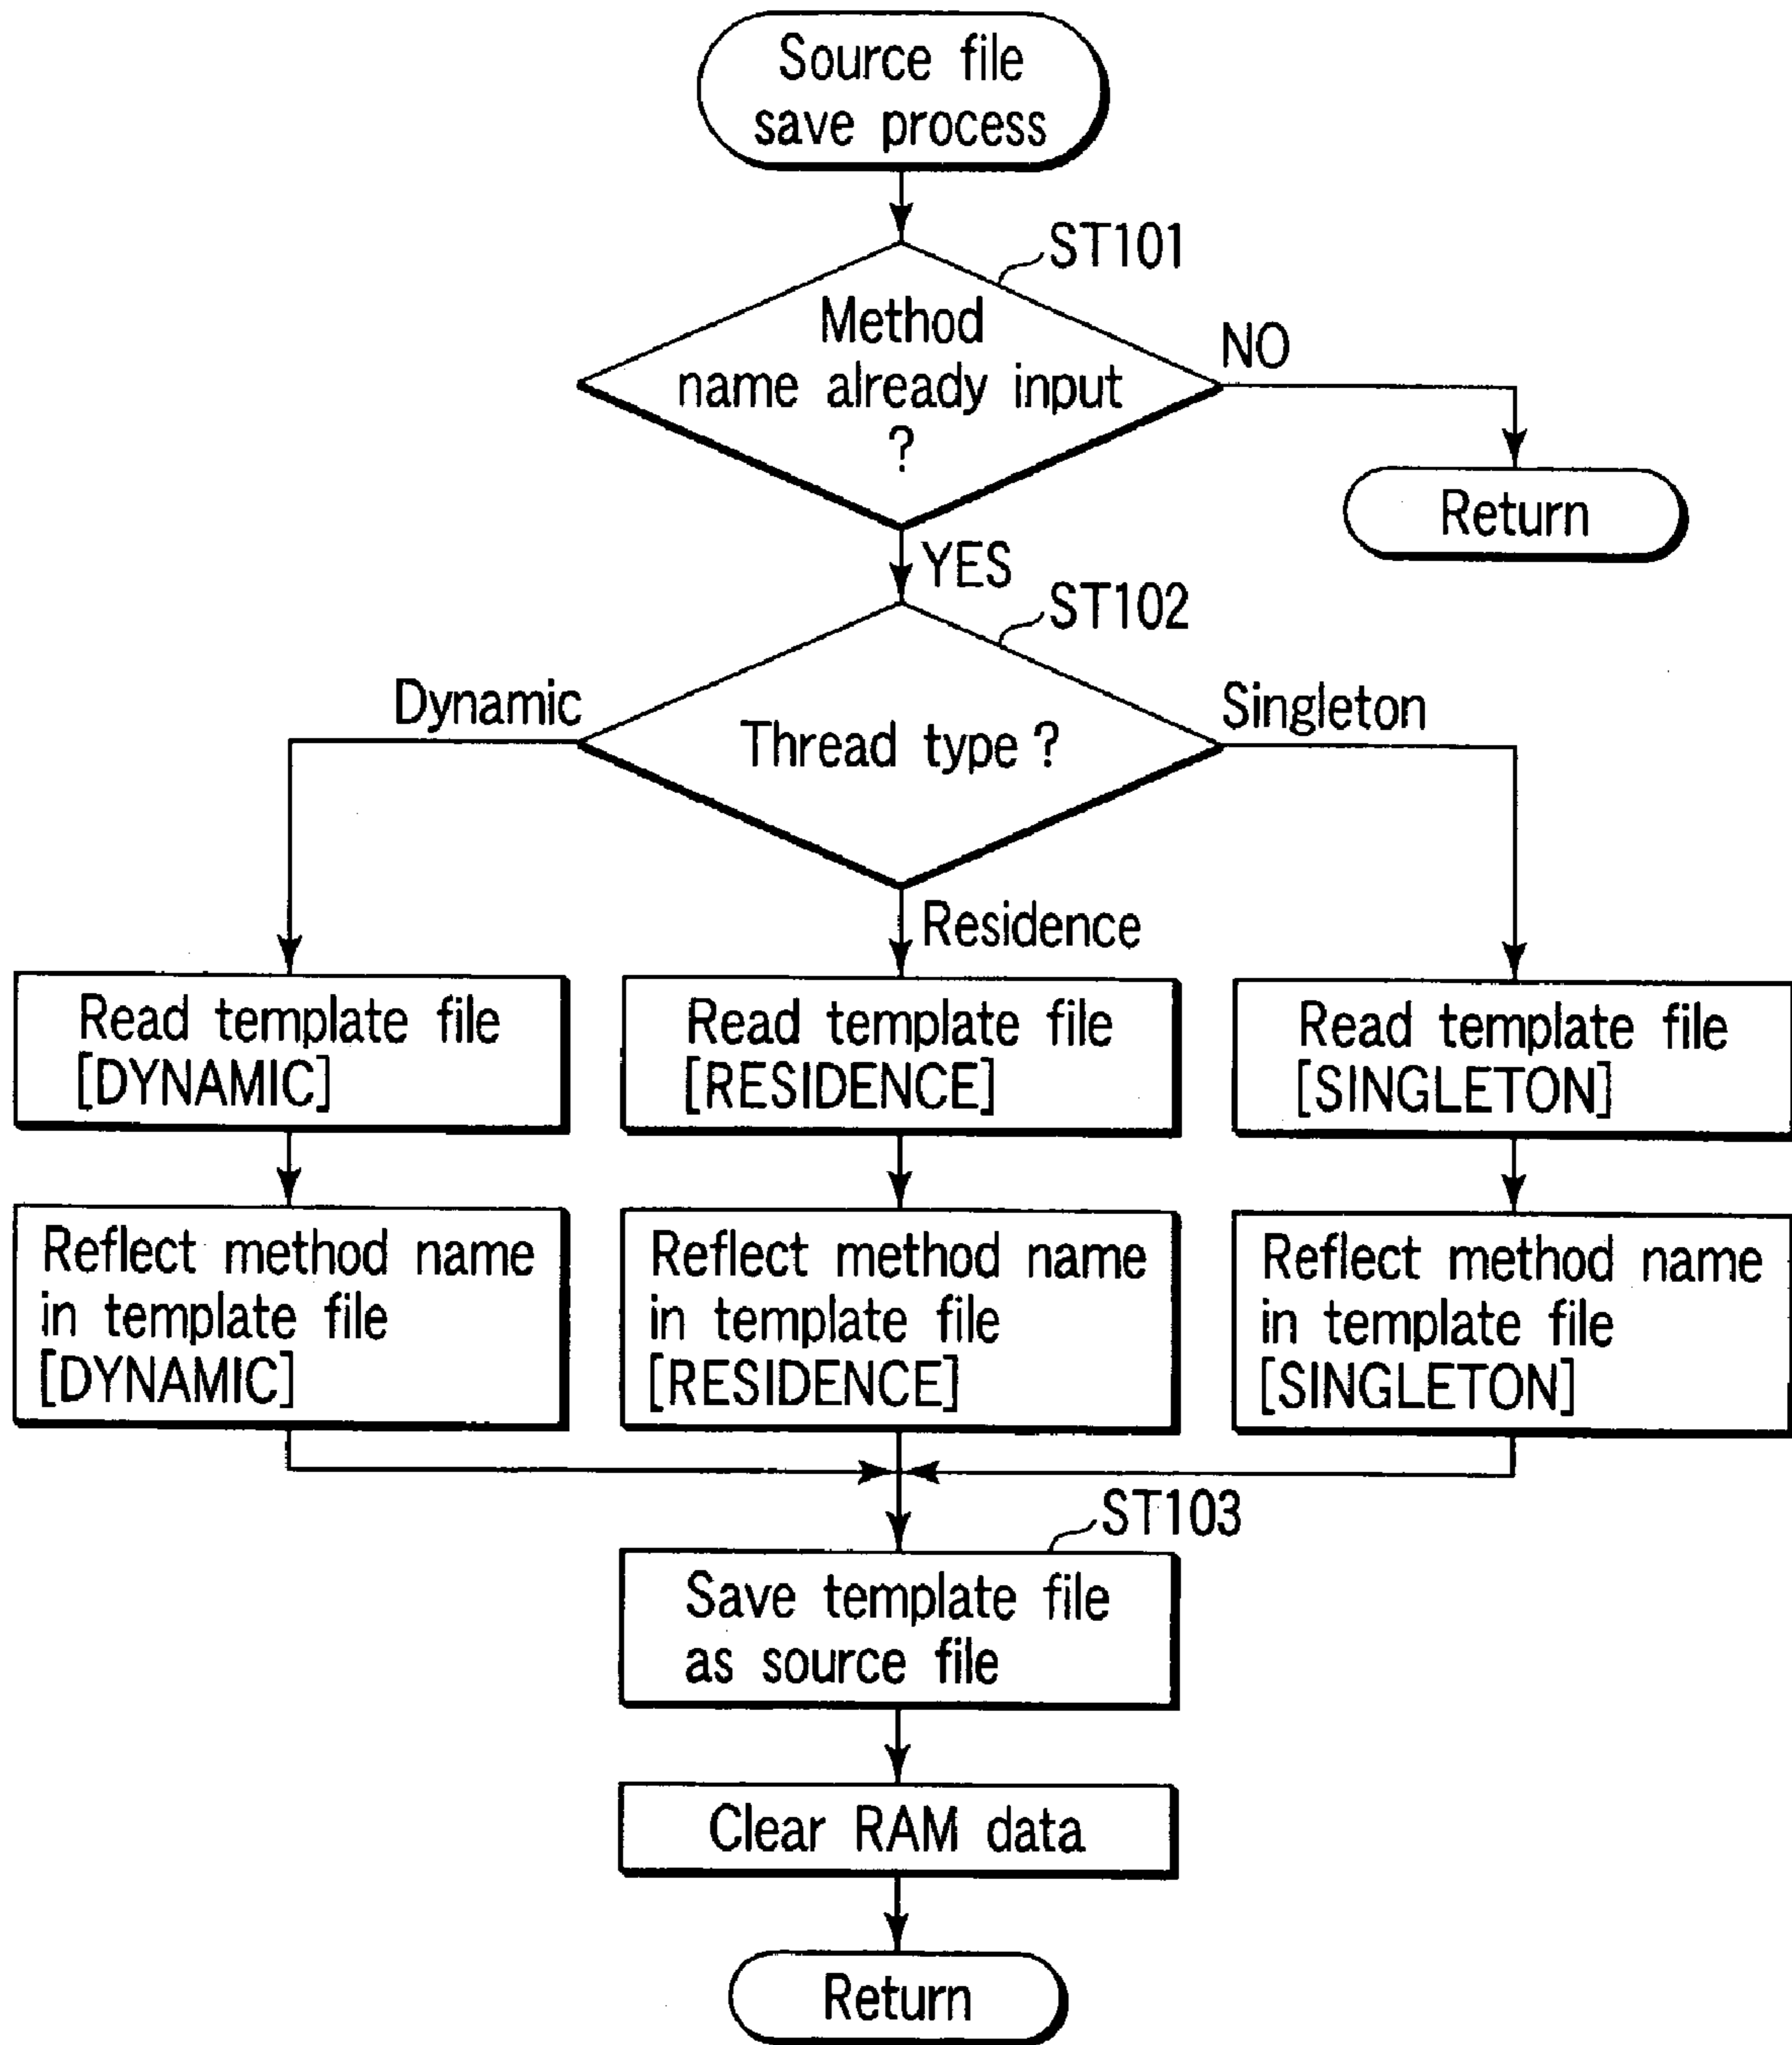 Source file
save process
ST101
Method
name already input
?
NO
Return
YES
ST102
Dynamic
Thread type ?
Singleton
Residence
Read template file
[DYNAMIC]
Read template file
[RESIDENCE]
Read template file
[SINGLETON]
Reflect method name
in template file
[DYNAMIC]
Reflect method name
in template file
[RESIDENCE]
Reflect method name
in template file
[SINGLETON]
ST103
Save template file
as source file
Clear RAM data
Return